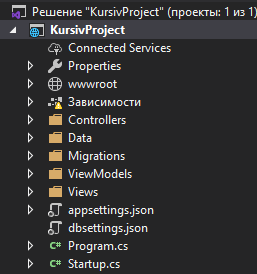 Решение "KursivProject" (проекты: 1 из 1)
KursivProject
Connected Services
Properties
wwwroot
Зависимости
Controllers
Data
Migrations
ViewModels
Views
appsettings.json
dbsettings.json
C# Program.cs
C# Startup.cs